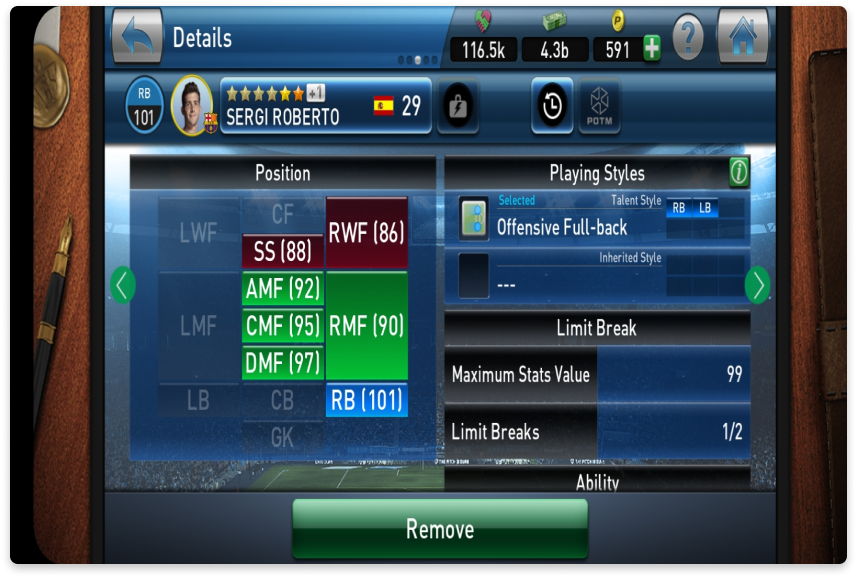 Details
116.5k
4.3b
591
?
RB
101
+1
SERGI ROBERTO
29
POTM
Position
LWF
CF
SS (88)
RWF (86)
LMF
AMF (92)
CMF (95)
DMF (97)
RMF (90)
LB
CB
RB (101)
GK
Playing Styles
i
Selected
Talent Style
Offensive Full-back
RB LB
Inherited Style
---
Limit Break
Maximum Stats Value 99
Limit Breaks 1/2
Ability
Remove